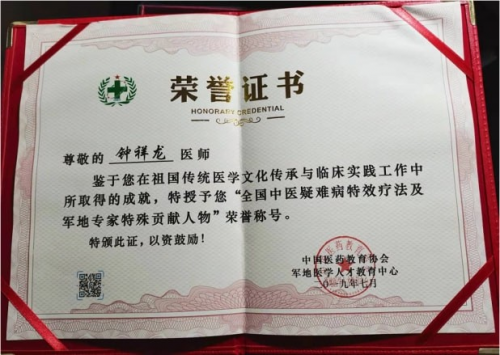 荣誉证书
HONORARY CREDENTIAL
尊敬的 钟祥龙 医师
鉴于您在祖国传统医学文化传承与临床实践工作中
所取得的成就，特授予您“全国中医疑难病特效疗法及
军地专家特殊贡献人物”荣誉称号。
特颁此证，以资鼓励！
中国医药教育协会
军地医学人才教育中心
二〇一九年七月